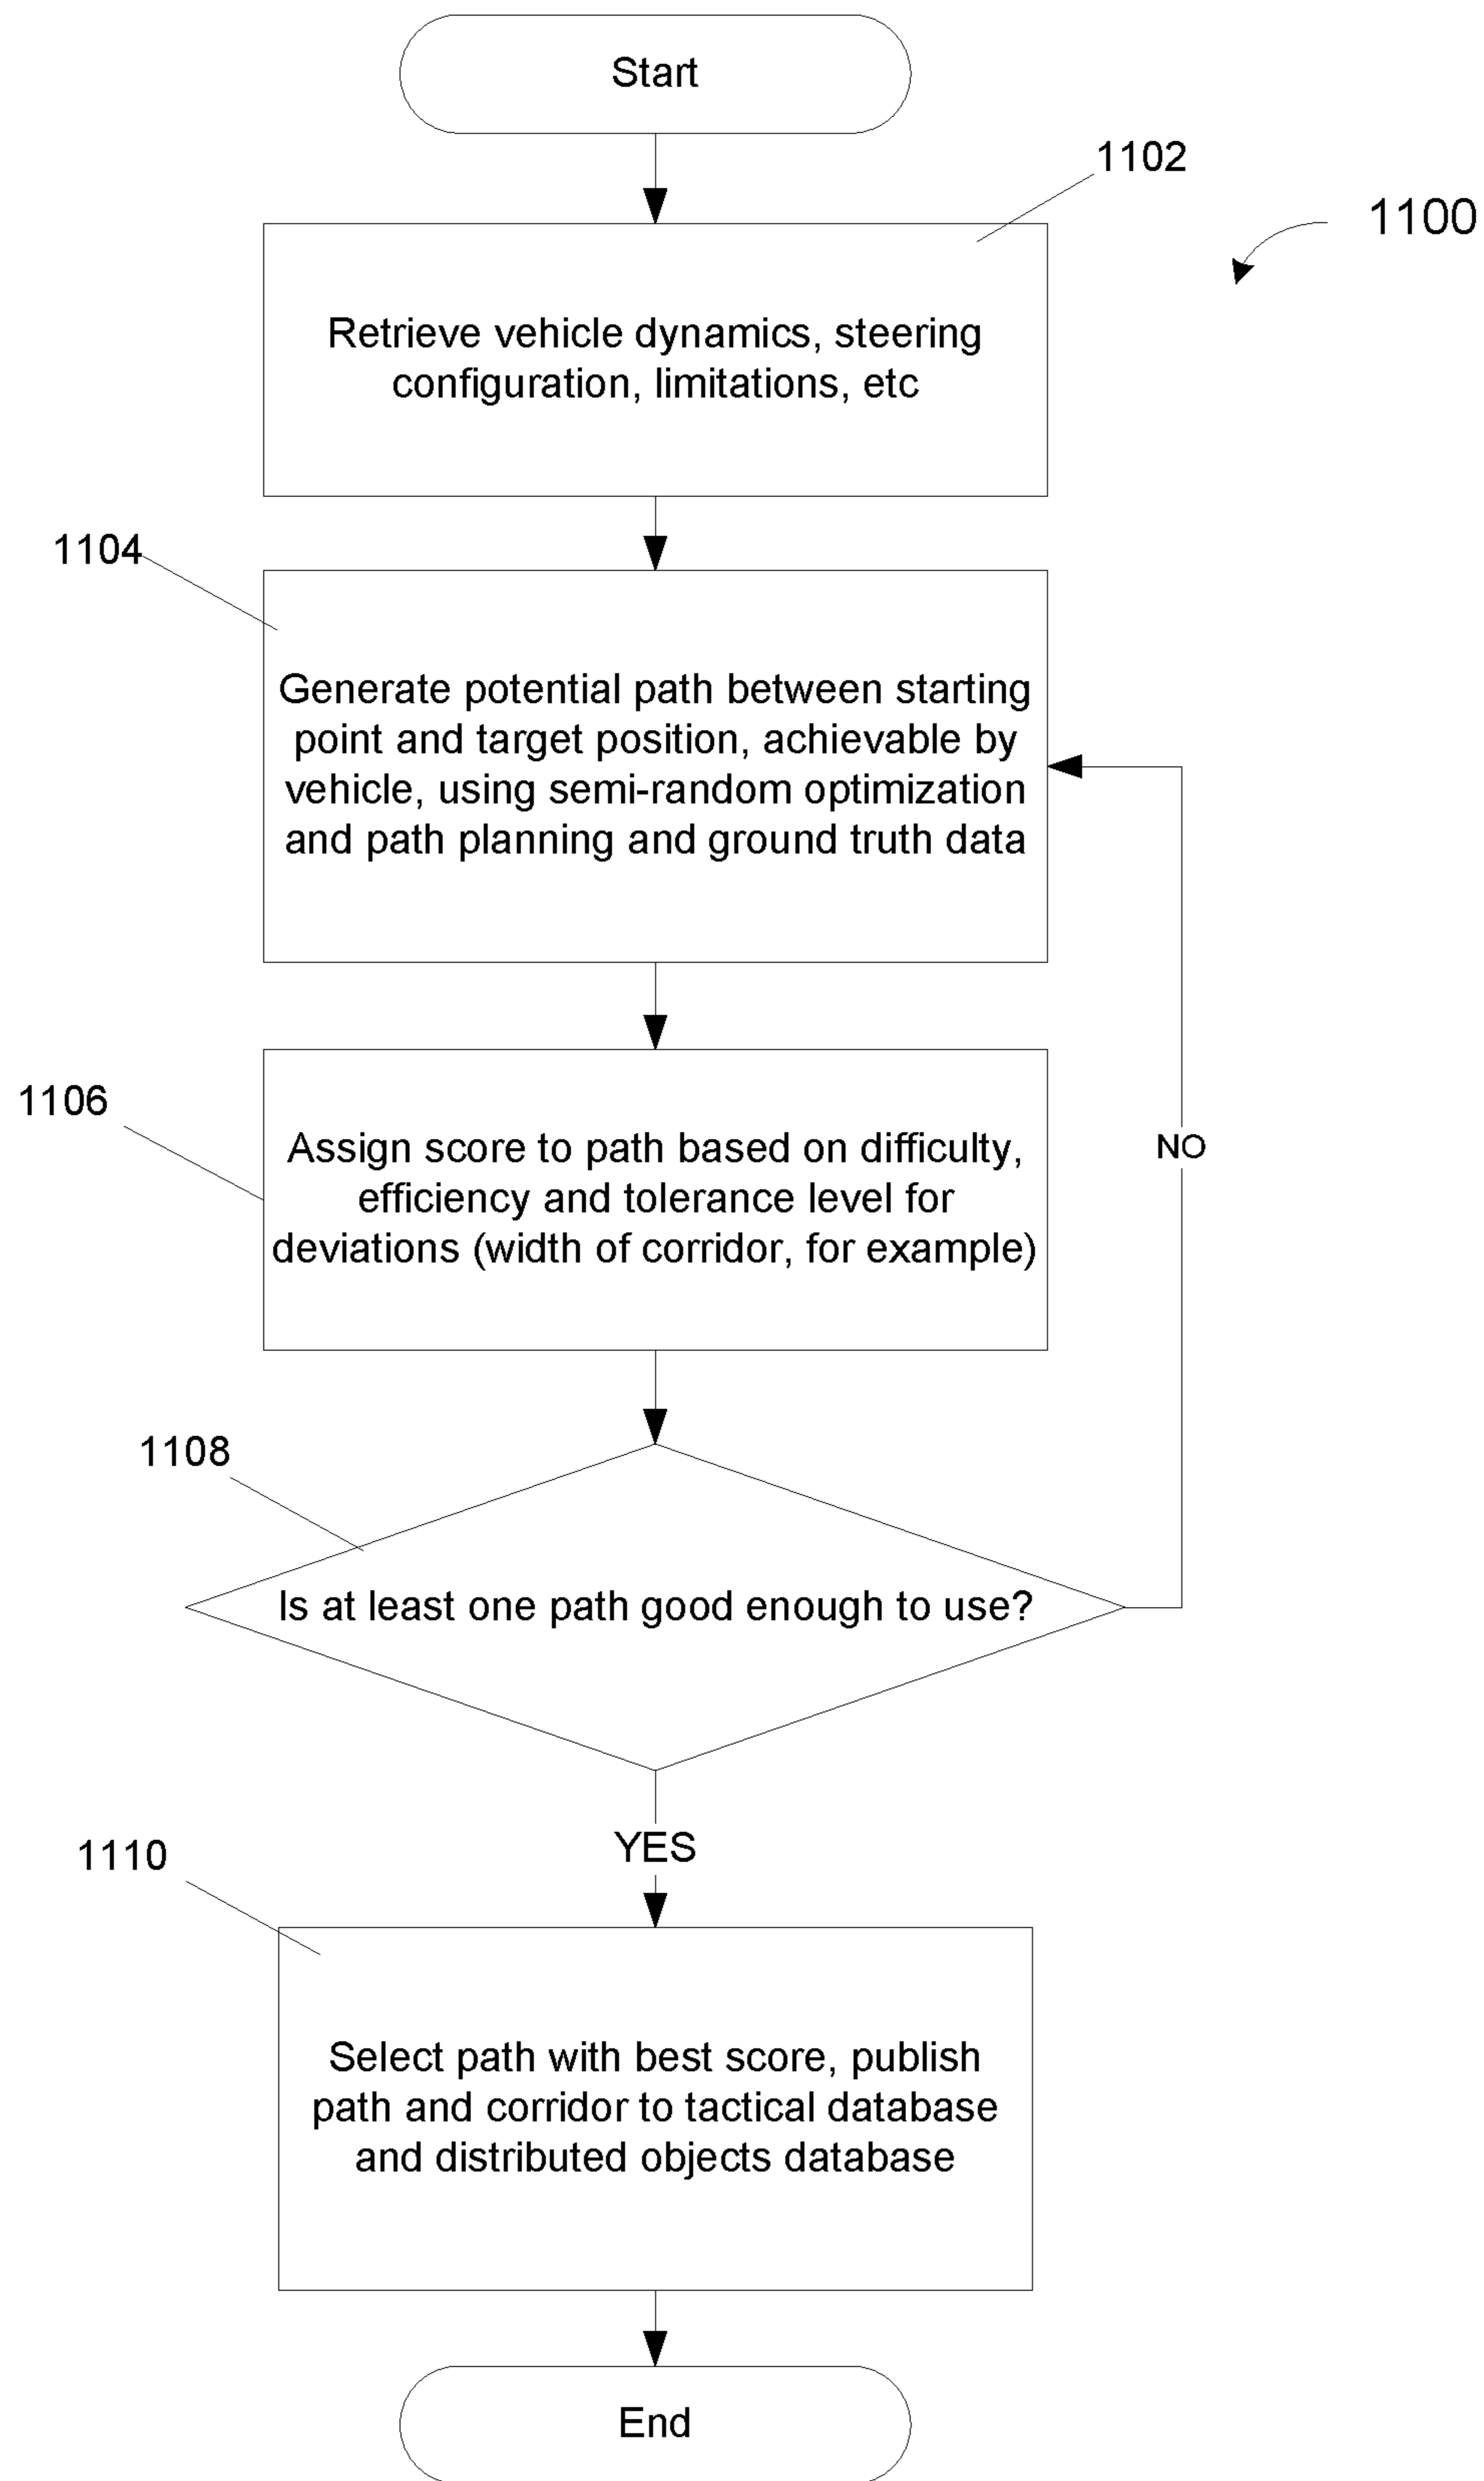 Start
1102
1100
Retrieve vehicle dynamics, steering
configuration, limitations, etc
1104
Generate potential path between starting
point and target position, achievable by
vehicle, using semi-random optimization
and path planning and ground truth data
1106
Assign score to path based on difficulty,
efficiency and tolerance level for
deviations (width of corridor, for example)
NO
1108
Is at least one path good enough to use?
YES
1110
Select path with best score, publish
path and corridor to tactical database
and distributed objects database
End